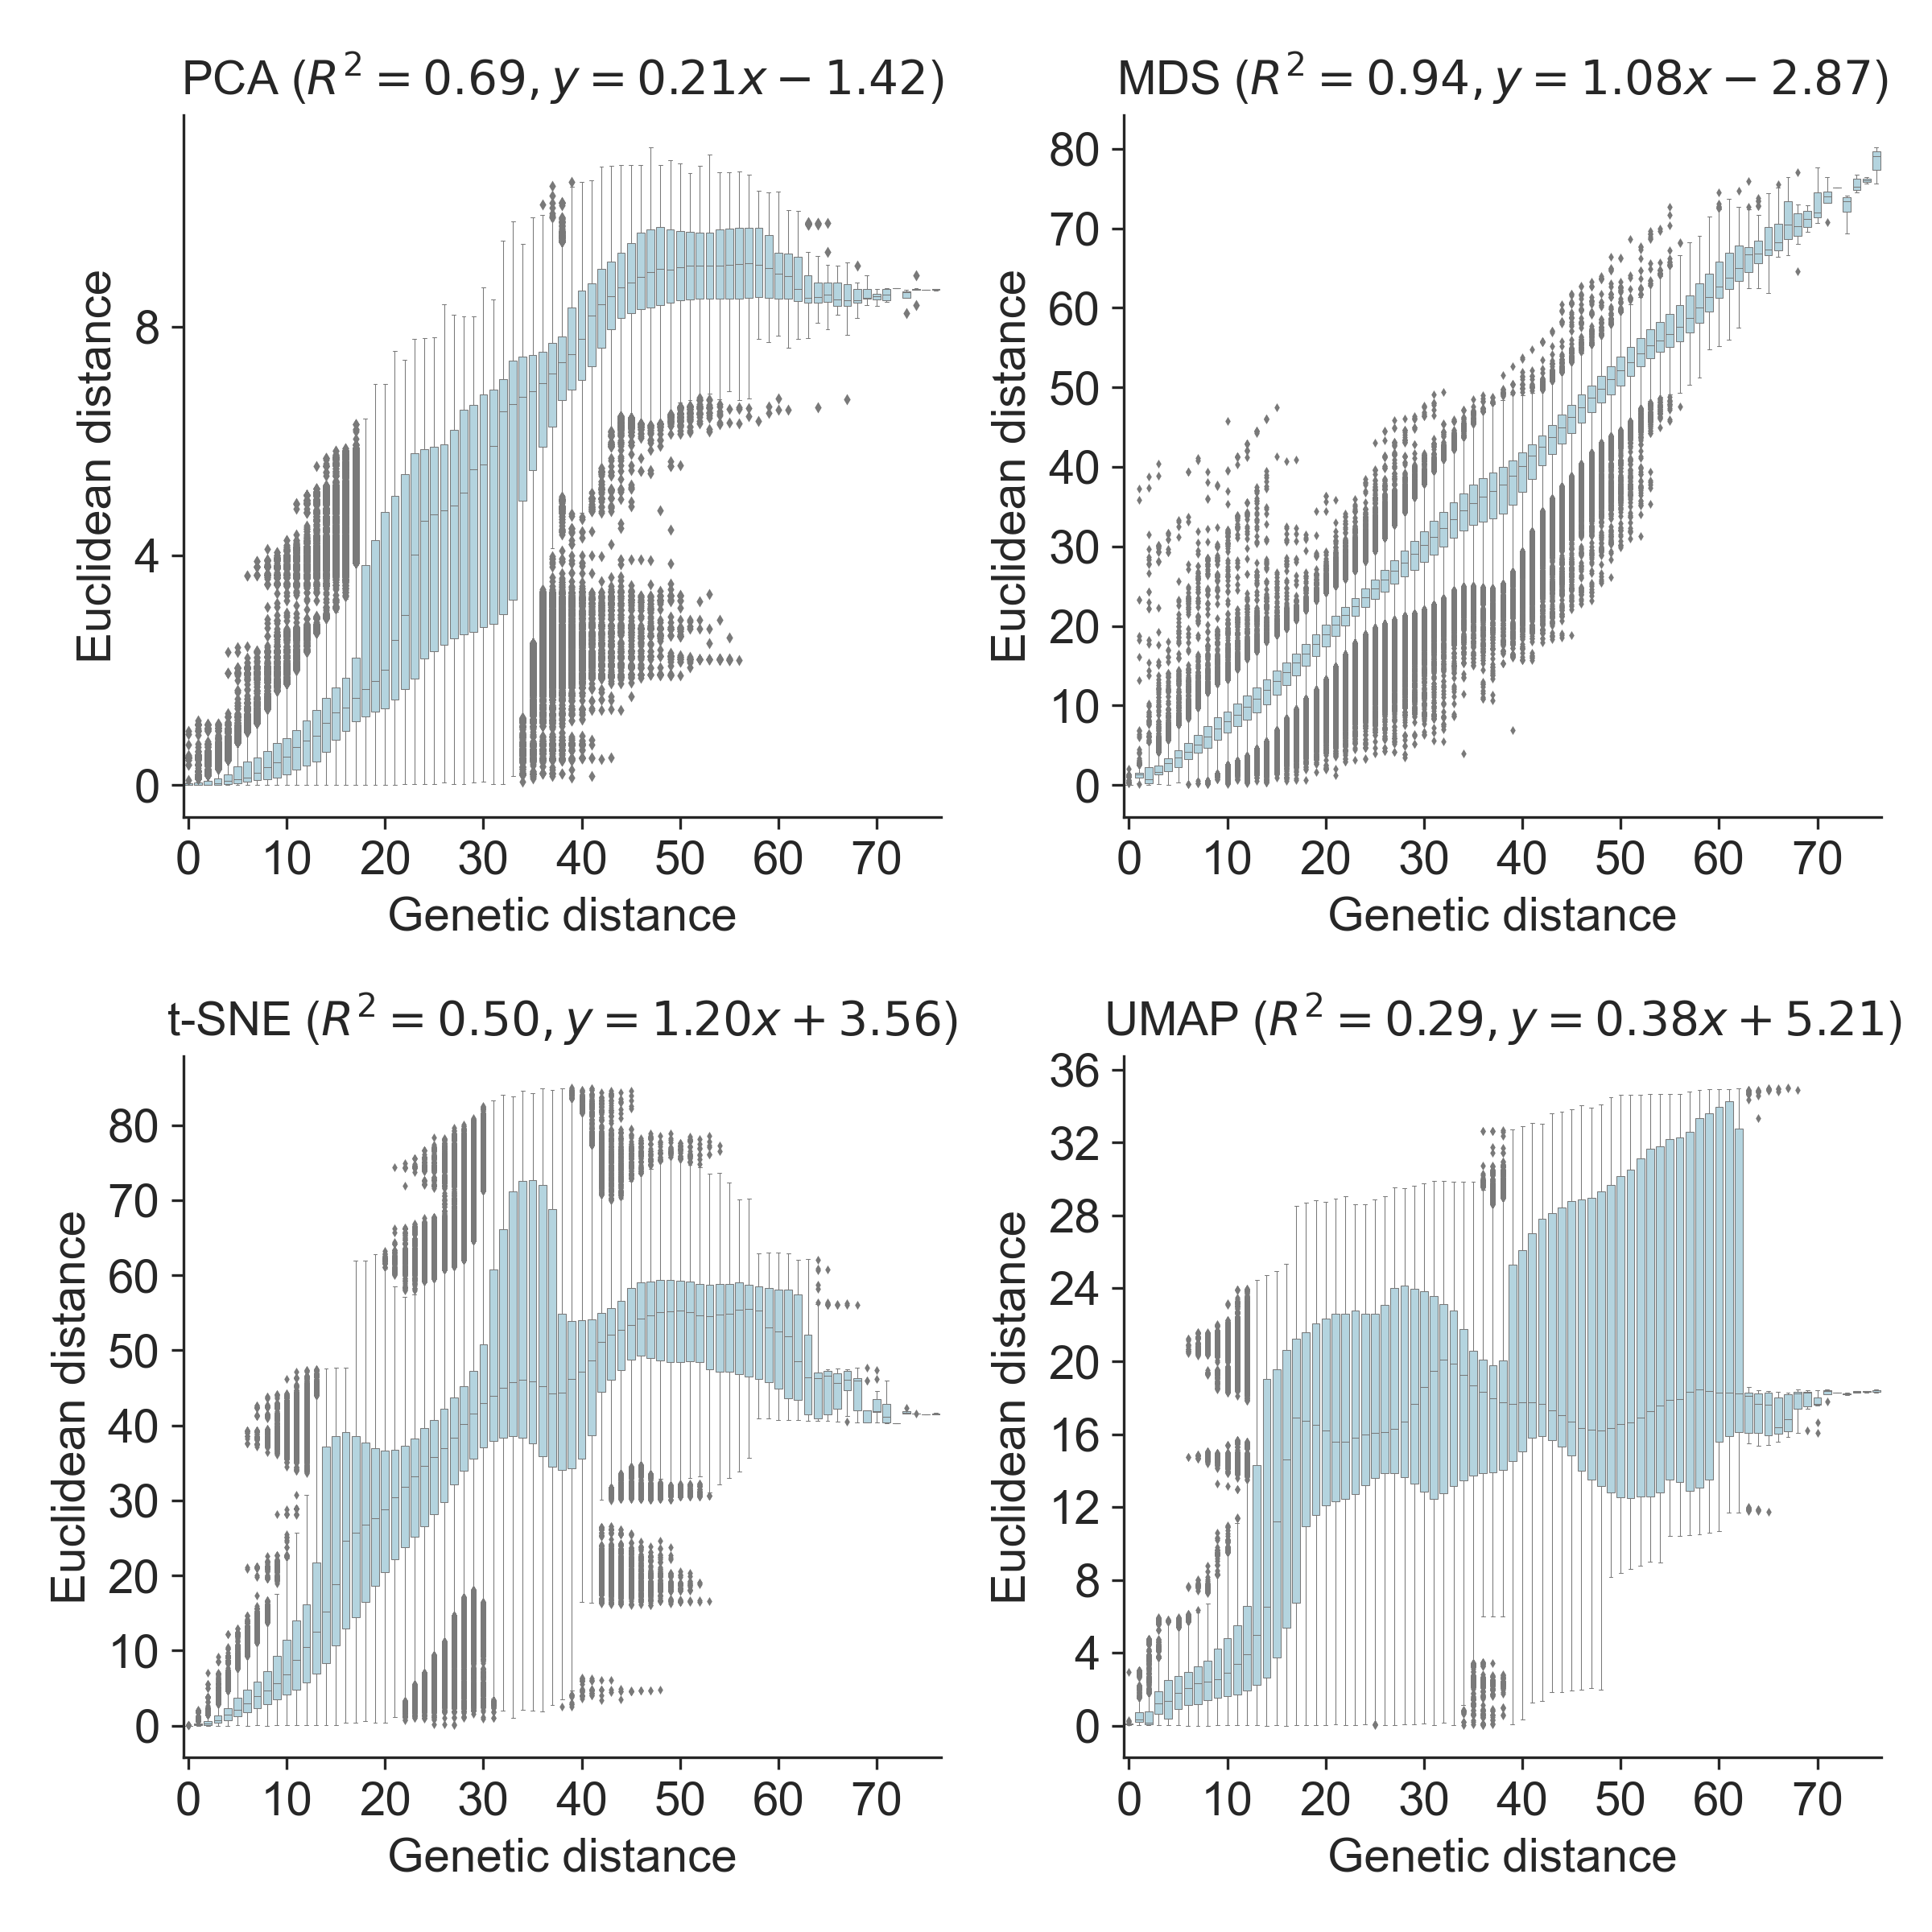 PCA (R² = 0.69, y = 0.21x − 1.42)
8
4
0
Euclidean distance
0 10 20 30 40 50 60 70
Genetic distance
MDS (R² = 0.94, y = 1.08x − 2.87)
80
70
60
50
40
30
20
10
0
Euclidean distance
0 10 20 30 40 50 60 70
Genetic distance
t-SNE (R² = 0.50, y = 1.20x + 3.56)
80
70
60
50
40
30
20
10
0
Euclidean distance
0 10 20 30 40 50 60 70
Genetic distance
UMAP (R² = 0.29, y = 0.38x + 5.21)
36
32
28
24
20
16
12
8
4
0
Euclidean distance
0 10 20 30 40 50 60 70
Genetic distance